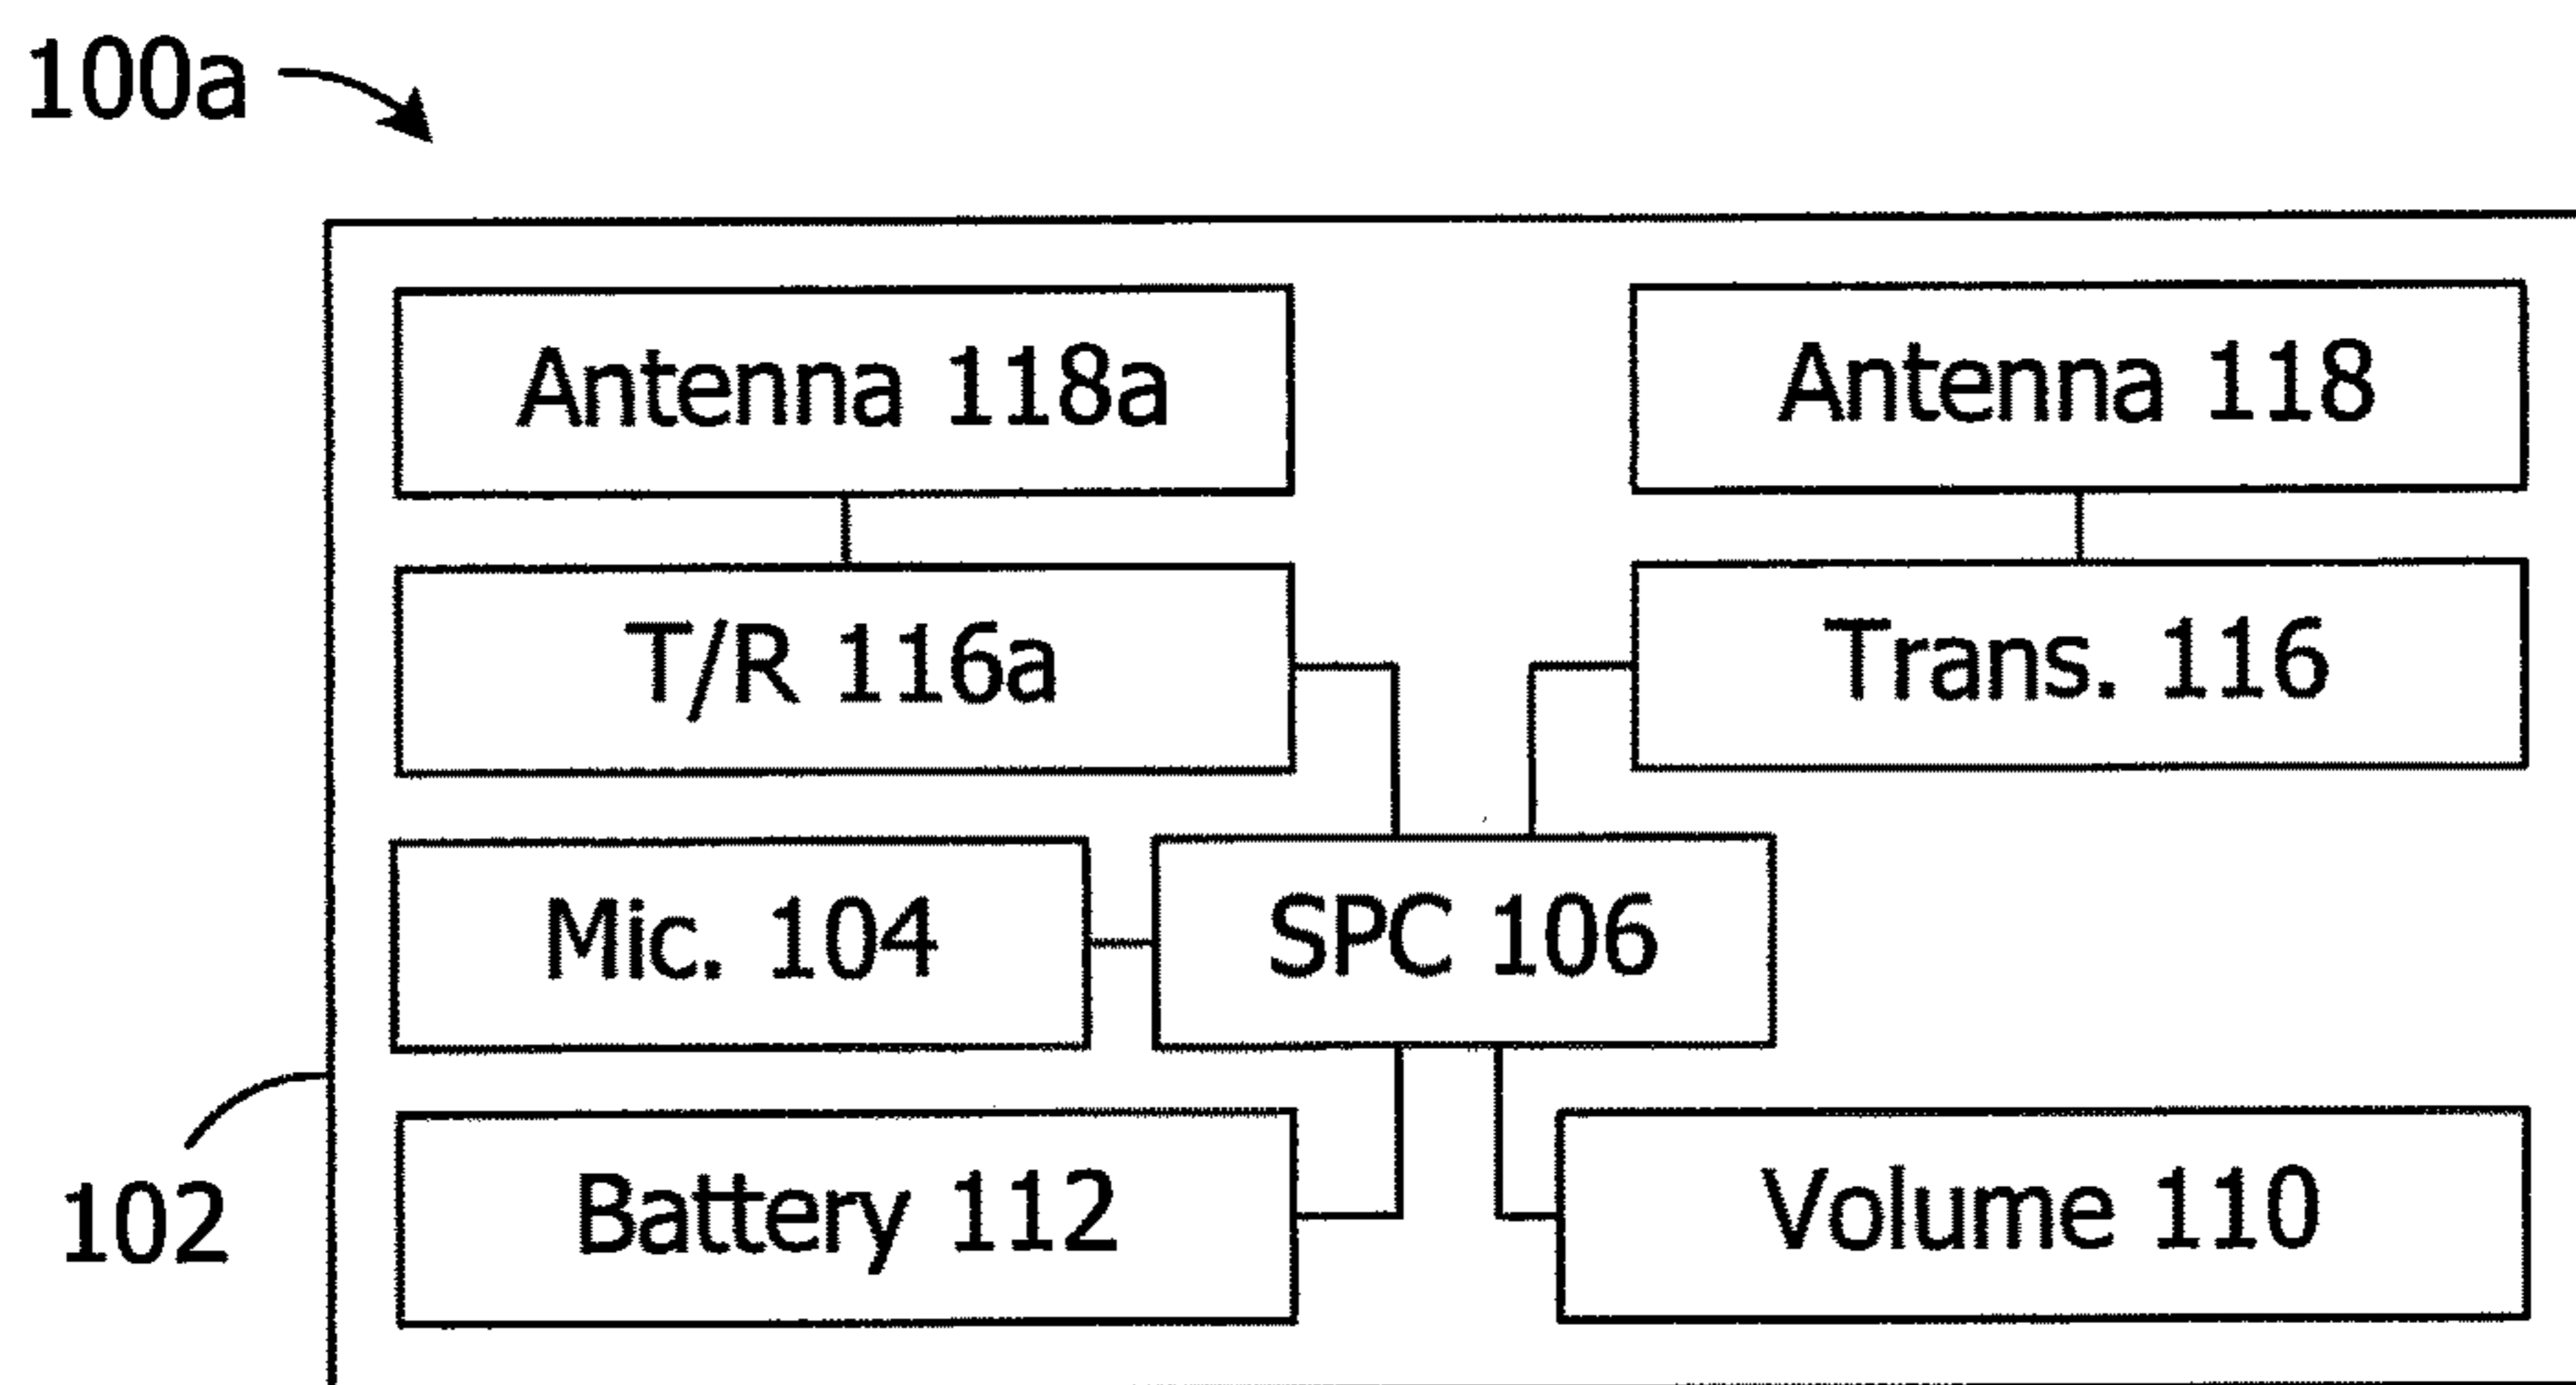 100a
Antenna 118a
Antenna 118
T/R 116a
Trans. 116
Mic. 104
SPC 106
102
Battery 112
Volume 110